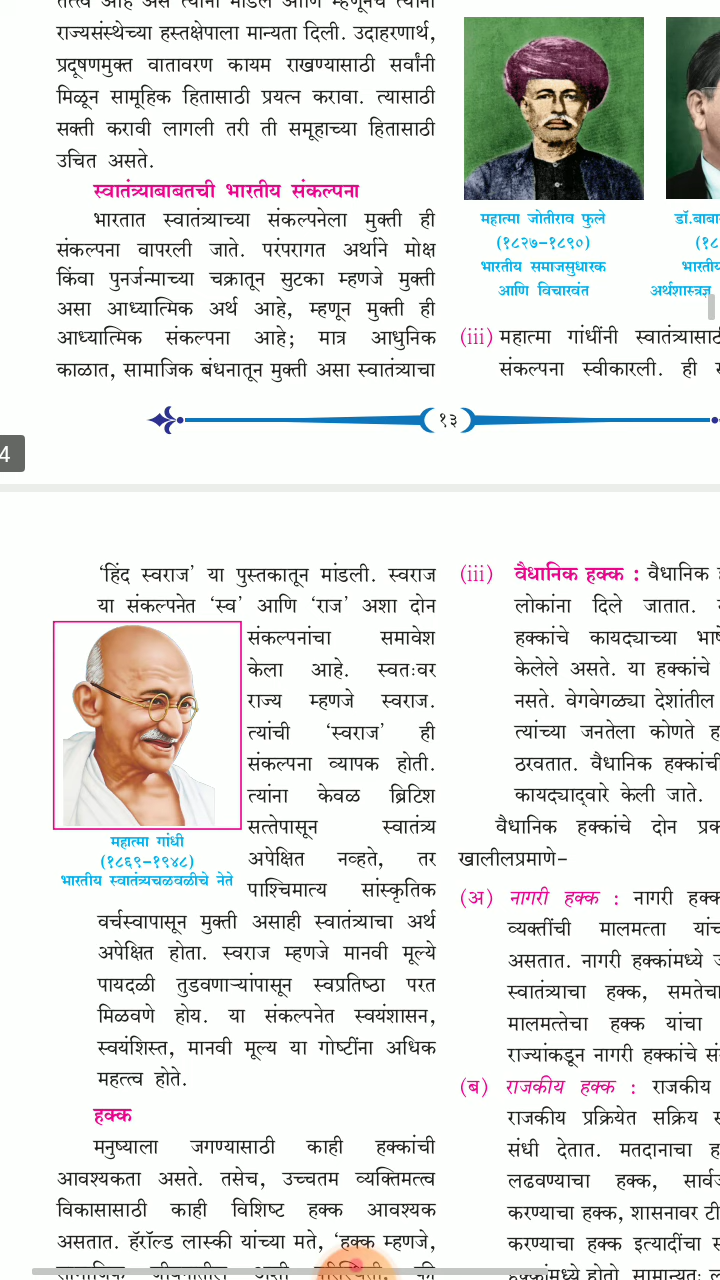 तत्त्व आहे असे त्यांनी मांडले आणि म्हणूनच त्यांनी
राज्यसंस्थेच्या हस्तक्षेपाला मान्यता दिली. उदाहरणार्थ,
प्रदूषणमुक्त वातावरण कायम राखण्यासाठी सर्वांनी
मिळून सामूहिक हितासाठी प्रयत्न करावा. त्यासाठी
सक्ती करावी लागली तरी ती समूहाच्या हितासाठी
उचित असते.
स्वातंत्र्याबाबतची भारतीय संकल्पना
भारतात स्वातंत्र्याच्या संकल्पनेला मुक्ती ही
संकल्पना वापरली जाते. परंपरागत अर्थाने मोक्ष
किंवा पुनर्जन्माच्या चक्रातून सुटका म्हणजे मुक्ती
असा आध्यात्मिक अर्थ आहे, म्हणून मुक्ती ही
आध्यात्मिक संकल्पना आहे; मात्र आधुनिक
काळात, सामाजिक बंधनातून मुक्ती असा स्वातंत्र्याचा
महात्मा जोतीराव फुले
(१८२७-१८९०)
भारतीय समाजसुधारक
आणि विचारवंत
डॉ.बाबा
(१८
भारतीय
अर्थशास्त्रज्ञ
(iii) महात्मा गांधींनी स्वातंत्र्यासाठी
संकल्पना स्वीकारली. ही
१३
4
‘हिंद स्वराज’ या पुस्तकातून मांडली. स्वराज
या संकल्पनेत ‘स्व’ आणि ‘राज’ अशा दोन
संकल्पनांचा समावेश
केला आहे. स्वतःवर
राज्य म्हणजे स्वराज.
त्यांची ‘स्वराज’ ही
संकल्पना व्यापक होती.
त्यांना केवळ ब्रिटिश
सत्तेपासून स्वातंत्र्य
अपेक्षित नव्हते, तर
पाश्चिमात्य सांस्कृतिक
महात्मा गांधी
(१८६९-१९४८)
भारतीय स्वातंत्र्यचळवळीचे नेते
वर्चस्वापासून मुक्ती असाही स्वातंत्र्याचा अर्थ
अपेक्षित होता. स्वराज म्हणजे मानवी मूल्ये
पायदळी तुडवणाऱ्यांपासून स्वप्रतिष्ठा परत
मिळवणे होय. या संकल्पनेत स्वयंशासन,
स्वयंशिस्त, मानवी मूल्य या गोष्टींना अधिक
महत्त्व होते.
हक्क
मनुष्याला जगण्यासाठी काही हक्कांची
आवश्यकता असते. तसेच, उच्चतम व्यक्तिमत्त्व
विकासासाठी काही विशिष्ट हक्क आवश्यक
असतात. हॅरॉल्ड लास्की यांच्या मते, ‘हक्क म्हणजे,
सामाजिक जीवनातील अशी परिस्थिती, की
(iii) वैधानिक हक्क : वैधानिक
लोकांना दिले जातात.
हक्कांचे कायद्याच्या
केलेले असते. या हक्कांचे
नसते. वेगवेगळ्या देशांतील
त्यांच्या जनतेला कोणते
ठरवतात. वैधानिक हक्कांची
कायद्याद्वारे केली जाते.
वैधानिक हक्कांचे दोन
खालीलप्रमाणे-
(अ) नागरी हक्क : नागरी हक्क
व्यक्तींची मालमत्ता
असतात. नागरी हक्कांमध्ये
स्वातंत्र्याचा हक्क, समतेचा
मालमत्तेचा हक्क यांचा
राज्यांकडून नागरी हक्कांचे
(ब) राजकीय हक्क : राजकीय
राजकीय प्रक्रियेत सक्रिय
संधी देतात. मतदानाचा
लढवण्याचा हक्क,
करण्याचा हक्क, शासनावर
करण्याचा हक्क इत्यादींचा
हक्कांमध्ये होतो. सामान्यतः